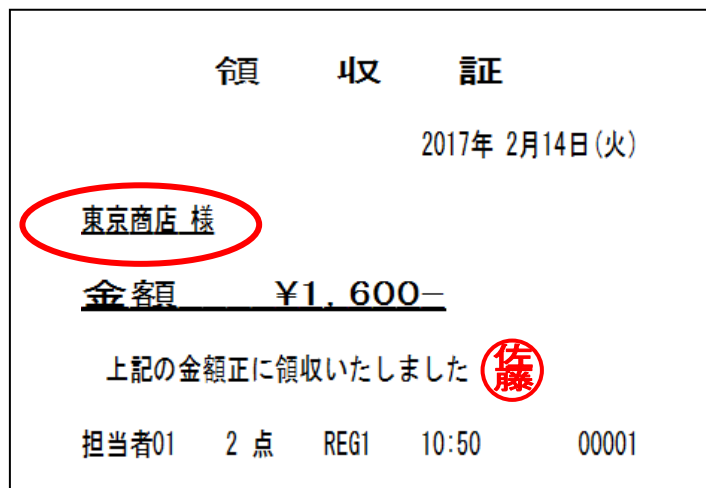 領 収 証
2017年 2月14日(火)
東京商店 様
金額 ¥1,600−
上記の金額正に領収いたしました 佐藤
担当者01 2 点 REG1 10:50 00001